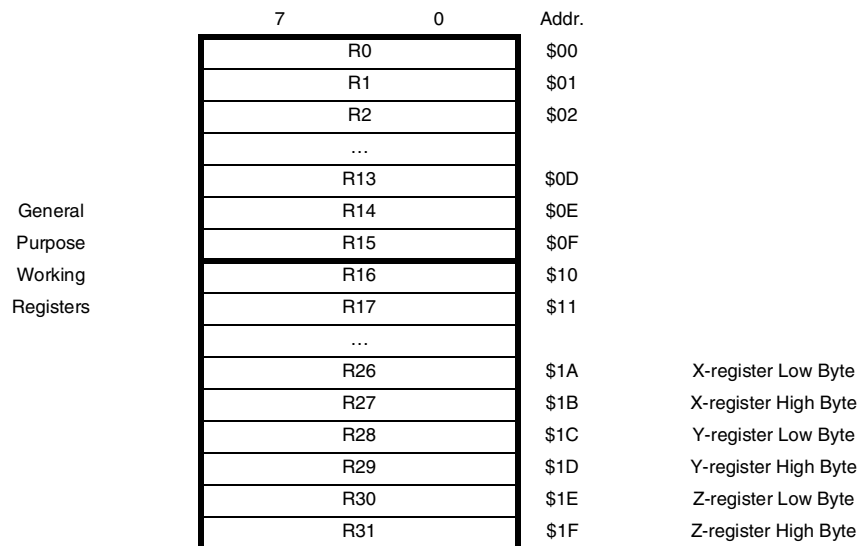 7 0 Addr.
R0 $00
R1 $01
R2 $02
…
R13 $0D
General R14 $0E
Purpose R15 $0F
Working R16 $10
Registers R17 $11
…
R26 $1A X-register Low Byte
R27 $1B X-register High Byte
R28 $1C Y-register Low Byte
R29 $1D Y-register High Byte
R30 $1E Z-register Low Byte
R31 $1F Z-register High Byte